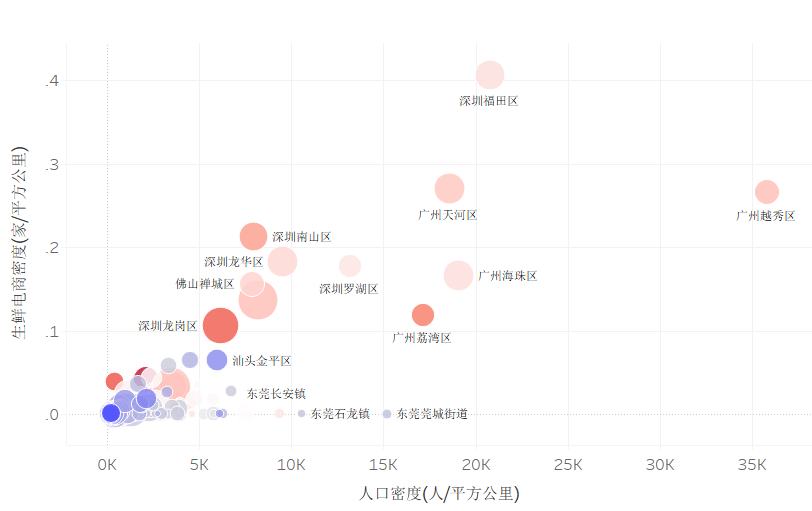 生鲜电商密度(家/平方公里)
.4
.3
.2
.1
.0
深圳福田区
广州天河区
广州越秀区
深圳南山区
深圳龙华区
深圳罗湖区
广州海珠区
佛山禅城区
深圳龙岗区
广州荔湾区
汕头金平区
东莞长安镇
东莞石龙镇
东莞莞城街道
0K
5K
10K
15K
20K
25K
30K
35K
人口密度(人/平方公里)